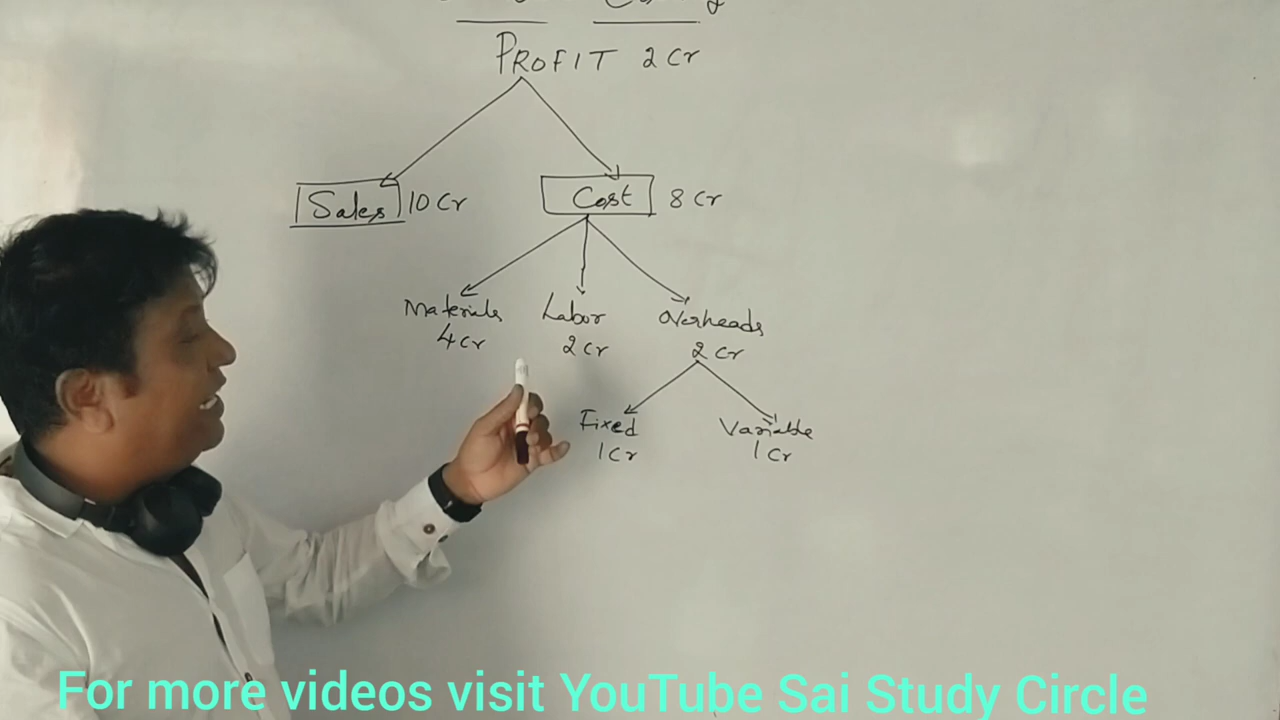 PROFIT 2 Cr
Sales 10 Cr
Cost 8 Cr
Materials Labor Overheads
4 Cr 2 Cr 2 Cr
Fixed Variable
1 Cr 1 Cr
For more videos visit YouTube Sai Study Circle